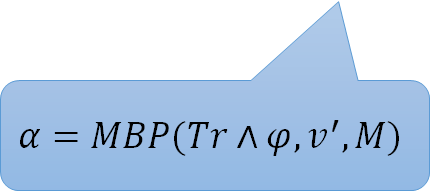 α = MBP(Tr ∧ φ, v′, M)